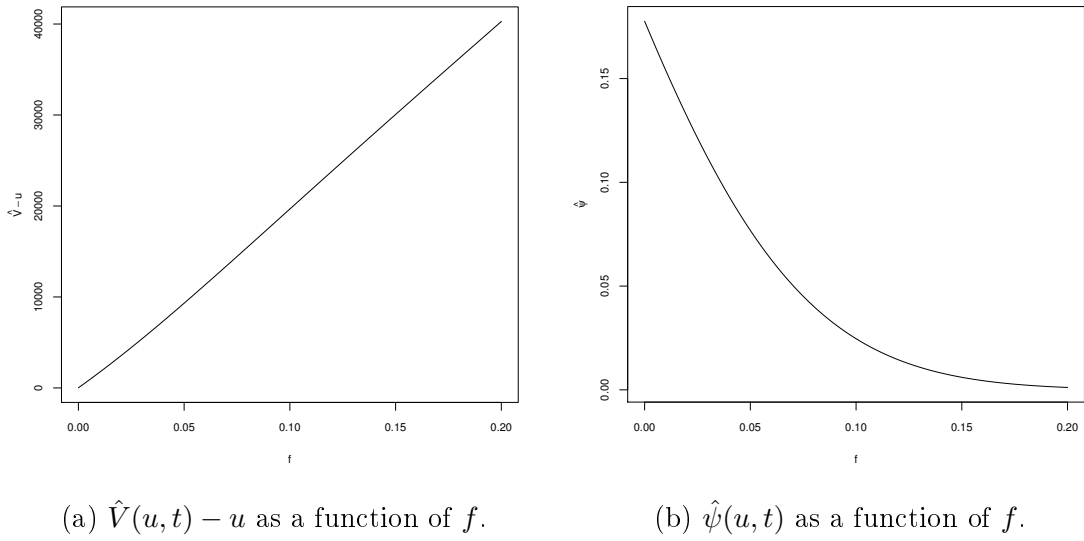 40000
30000
20000
10000
0
V̂ − u
0.00 0.05 0.10 0.15 0.20
f
0.15
0.10
0.05
0.00
ψ̂
0.00 0.05 0.10 0.15 0.20
f
(a) V̂(u, t) − u as a function of f.
(b) ψ̂(u, t) as a function of f.